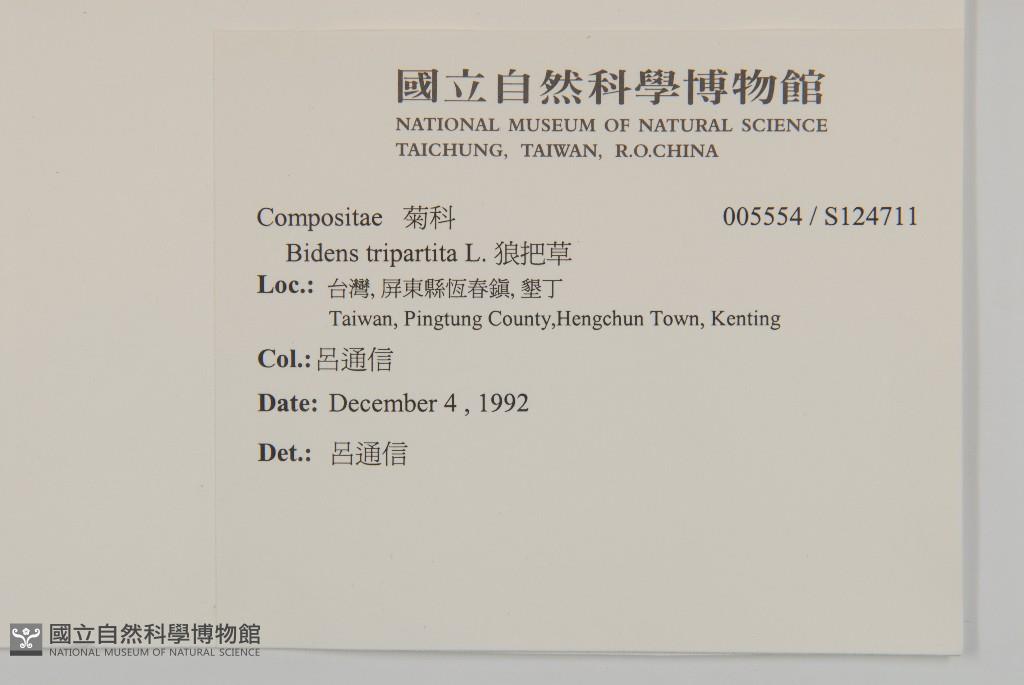 國立自然科學博物館
NATIONAL MUSEUM OF NATURAL SCIENCE
TAICHUNG, TAIWAN, R.O.CHINA
Compositae 菊科 005554 / S124711
Bidens tripartita L. 狼把草
Loc.: 台灣, 屏東縣恆春鎮, 墾丁
Taiwan, Pingtung County,Hengchun Town, Kenting
Col.: 呂通信
Date: December 4 , 1992
Det.: 呂通信
國立自然科學博物館
NATIONAL MUSEUM OF NATURAL SCIENCE